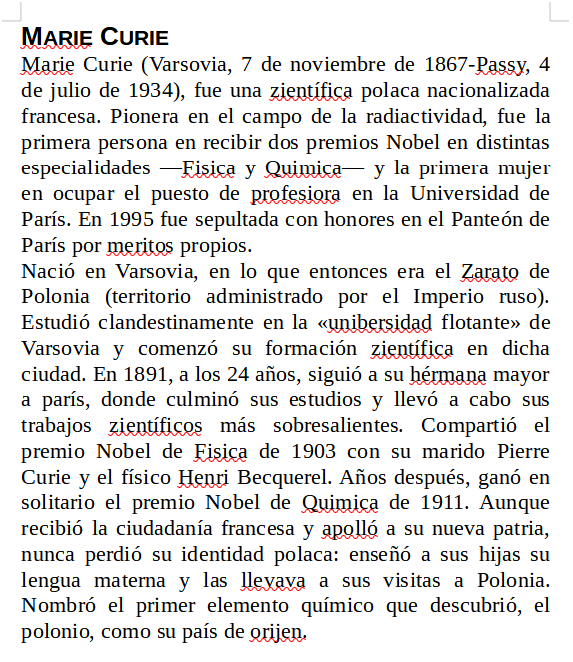 MARIE CURIE
Marie Curie (Varsovia, 7 de noviembre de 1867-Passy, 4
de julio de 1934), fue una zientífica polaca nacionalizada
francesa. Pionera en el campo de la radiactividad, fue la
primera persona en recibir dos premios Nobel en distintas
especialidades —Fisica y Quimica— y la primera mujer
en ocupar el puesto de profesiora en la Universidad de
París. En 1995 fue sepultada con honores en el Panteón de
París por meritos propios.
Nació en Varsovia, en lo que entonces era el Zarato de
Polonia (territorio administrado por el Imperio ruso).
Estudió clandestinamente en la «unibersidad flotante» de
Varsovia y comenzó su formación zientífica en dicha
ciudad. En 1891, a los 24 años, siguió a su hérmana mayor
a parís, donde culminó sus estudios y llevó a cabo sus
trabajos zientíficos más sobresalientes. Compartió el
premio Nobel de Fisica de 1903 con su marido Pierre
Curie y el físico Henri Becquerel. Años después, ganó en
solitario el premio Nobel de Quimica de 1911. Aunque
recibió la ciudadanía francesa y apolló a su nueva patria,
nunca perdió su identidad polaca: enseñó a sus hijas su
lengua materna y las llevava a sus visitas a Polonia.
Nombró el primer elemento químico que descubrió, el
polonio, como su país de orijen.